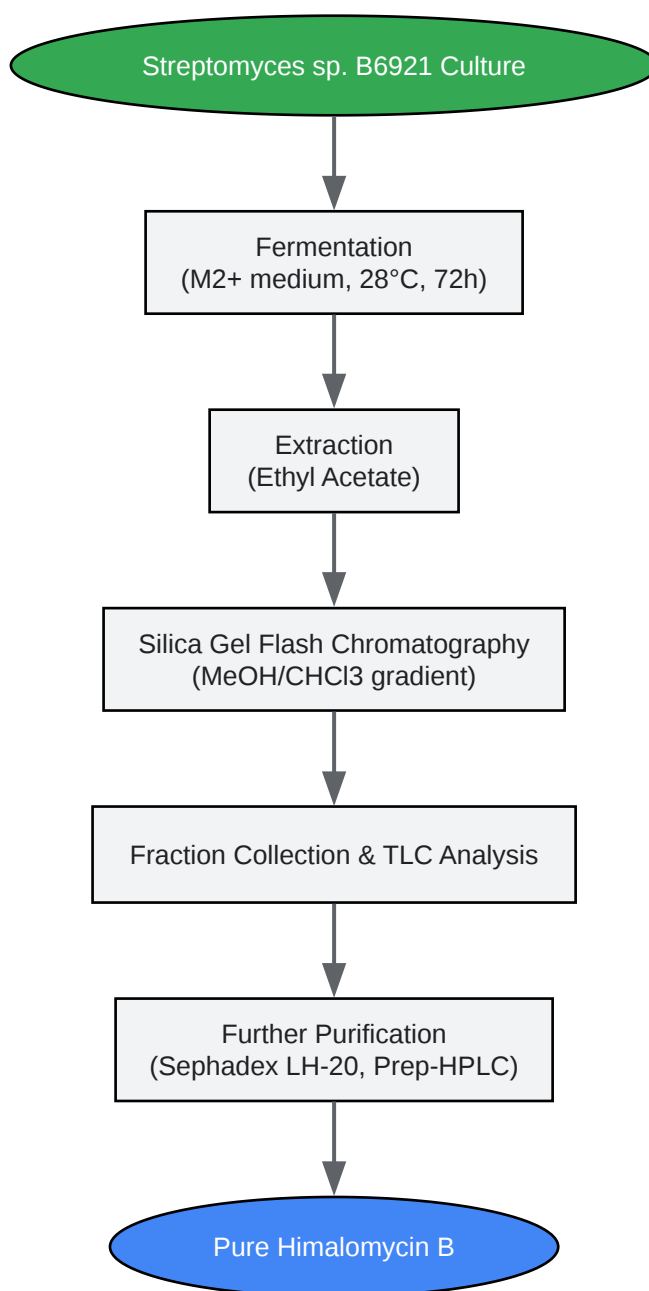 Streptomyces sp. B6921 Culture
Fermentation
(M2+ medium, 28°C, 72h)
Extraction
(Ethyl Acetate)
Silica Gel Flash Chromatography
(MeOH/CHCl3 gradient)
Fraction Collection & TLC Analysis
Further Purification
(Sephadex LH-20, Prep-HPLC)
Pure Himalomycin B